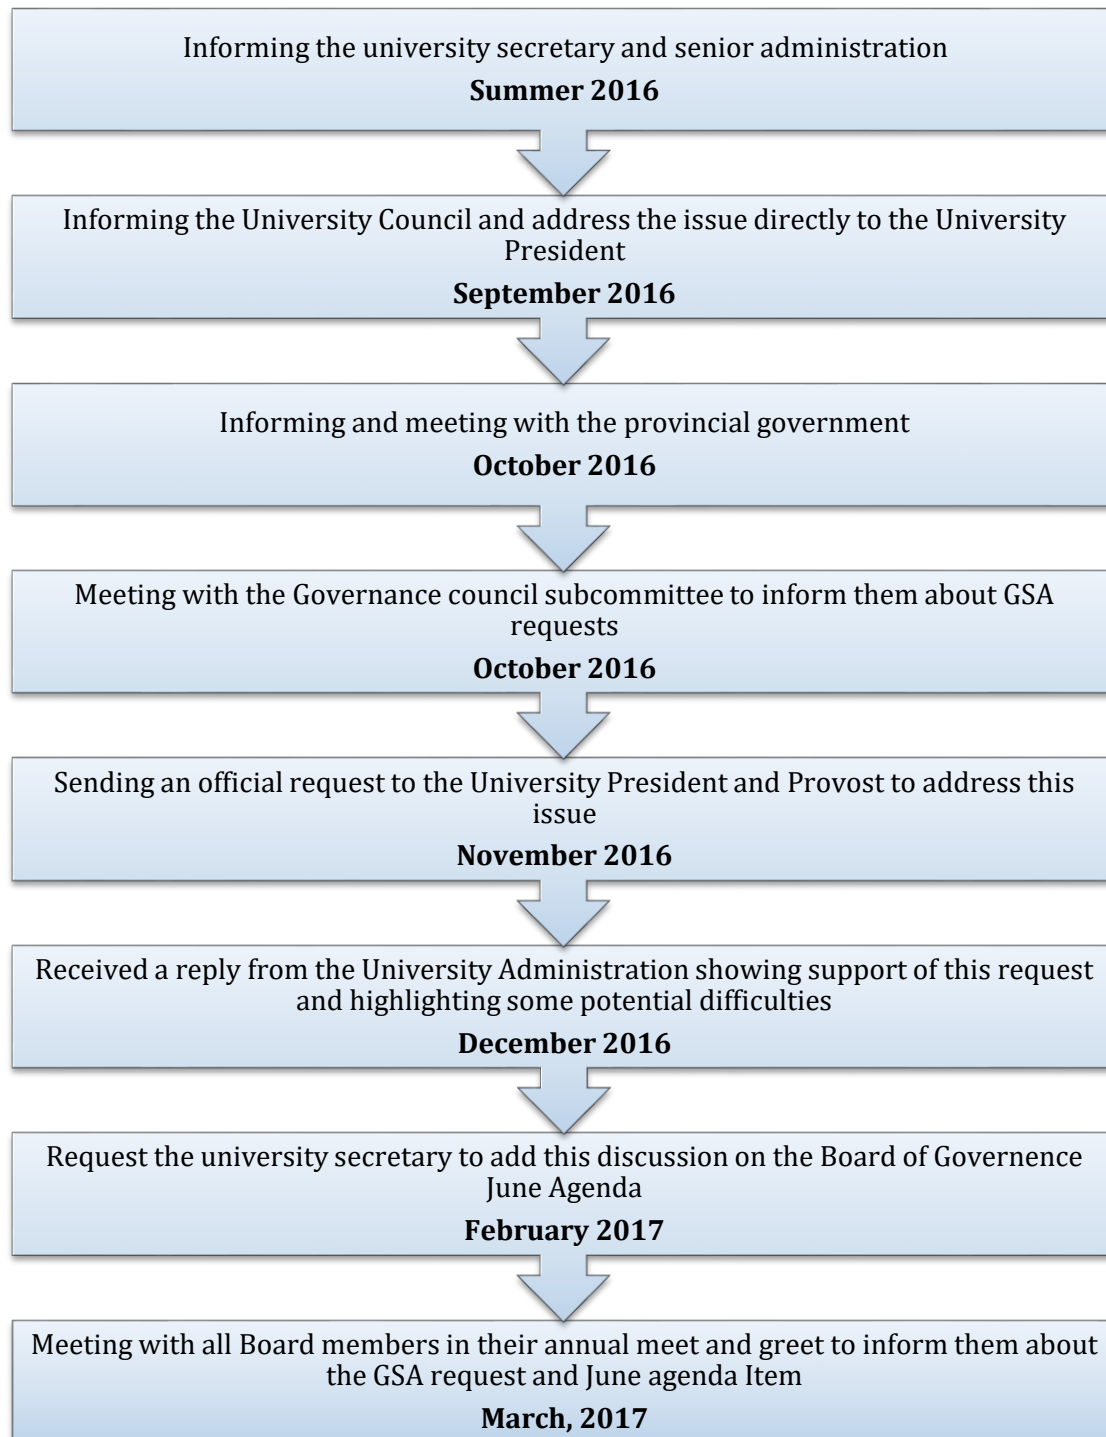 Informing the university secretary and senior administration
Summer 2016
Informing the University Council and address the issue directly to the University
President
September 2016
Informing and meeting with the provincial government
October 2016
Meeting with the Governance council subcommittee to inform them about GSA
requests
October 2016
Sending an official request to the University President and Provost to address this
issue
November 2016
Received a reply from the University Administration showing support of this request
and highlighting some potential difficulties
December 2016
Request the university secretary to add this discussion on the Board of Governence
June Agenda
February 2017
Meeting with all Board members in their annual meet and greet to inform them about
the GSA request and June agenda Item
March, 2017